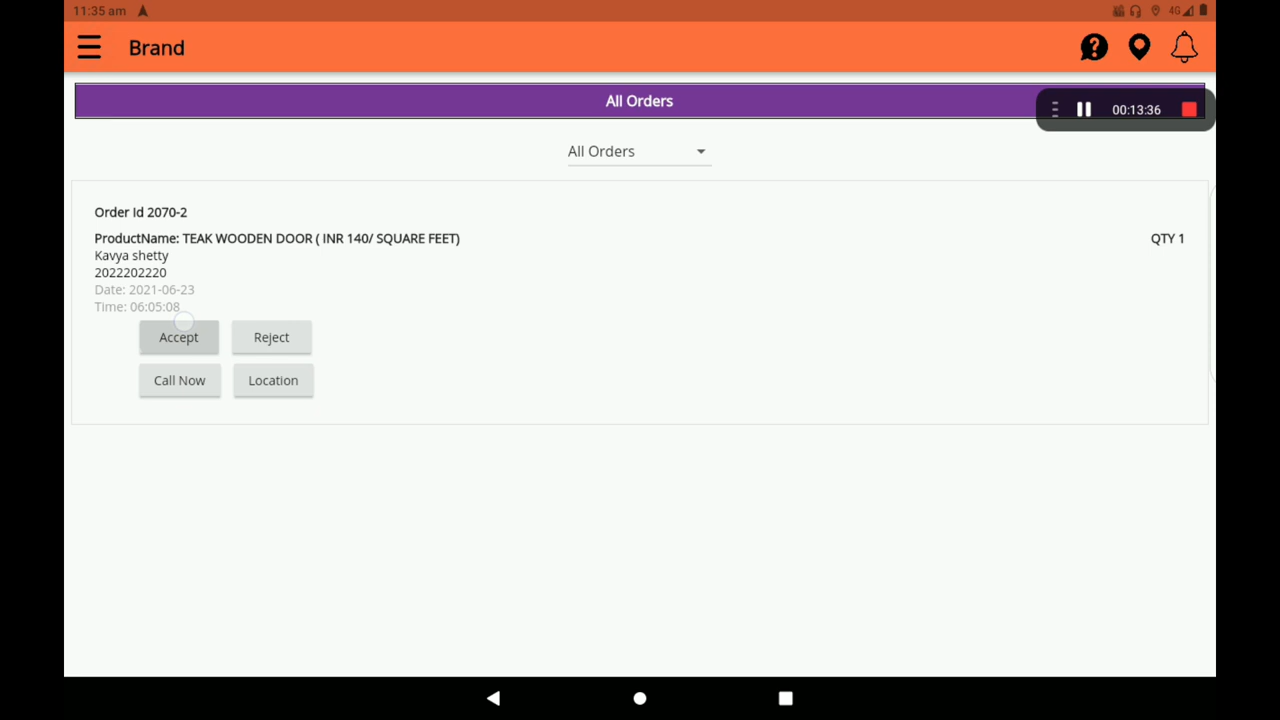 11:35 am
4G
Brand
All Orders
00:13:36
All Orders
Order Id 2070-2
ProductName: TEAK WOODEN DOOR ( INR 140/ SQUARE FEET)
QTY 1
Kavya shetty
2022202220
Date: 2021-06-23
Time: 06:05:08
Accept
Reject
Call Now
Location